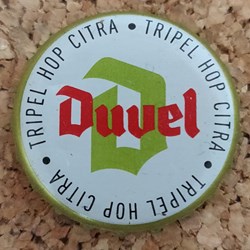 TRIPEL HOP CITRA • TRIPEL HOP CITRA • TRIPEL HOP CITRA •
D
Duvel